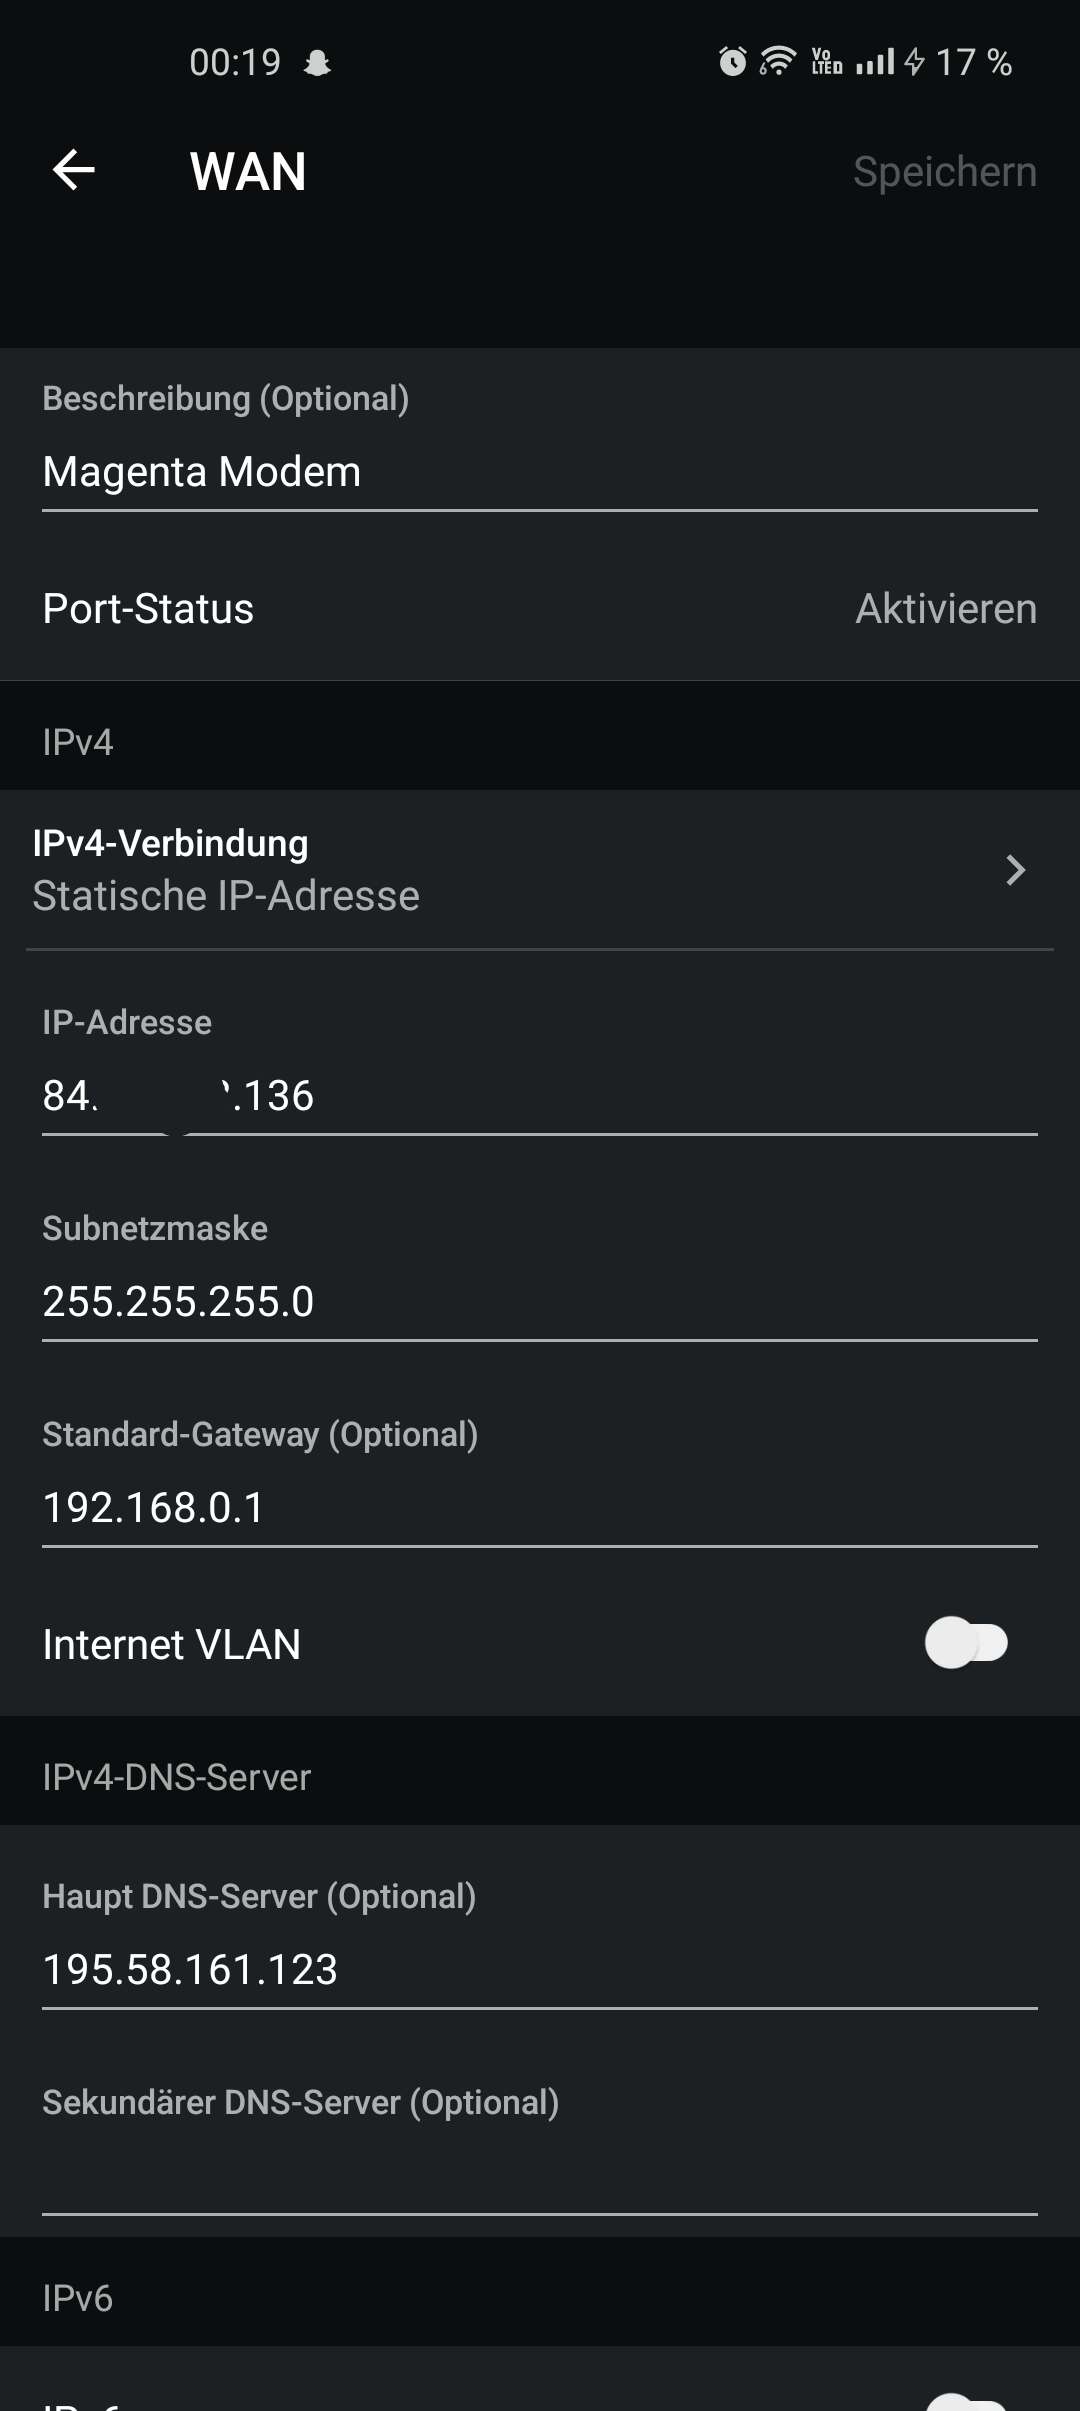 00:19 17 %
WAN Speichern
Beschreibung (Optional)
Magenta Modem
Port-Status Aktivieren
IPv4
IPv4-Verbindung
Statische IP-Adresse
IP-Adresse
84. .136
Subnetzmaske
255.255.255.0
Standard-Gateway (Optional)
192.168.0.1
Internet VLAN
IPv4-DNS-Server
Haupt DNS-Server (Optional)
195.58.161.123
Sekundärer DNS-Server (Optional)
IPv6